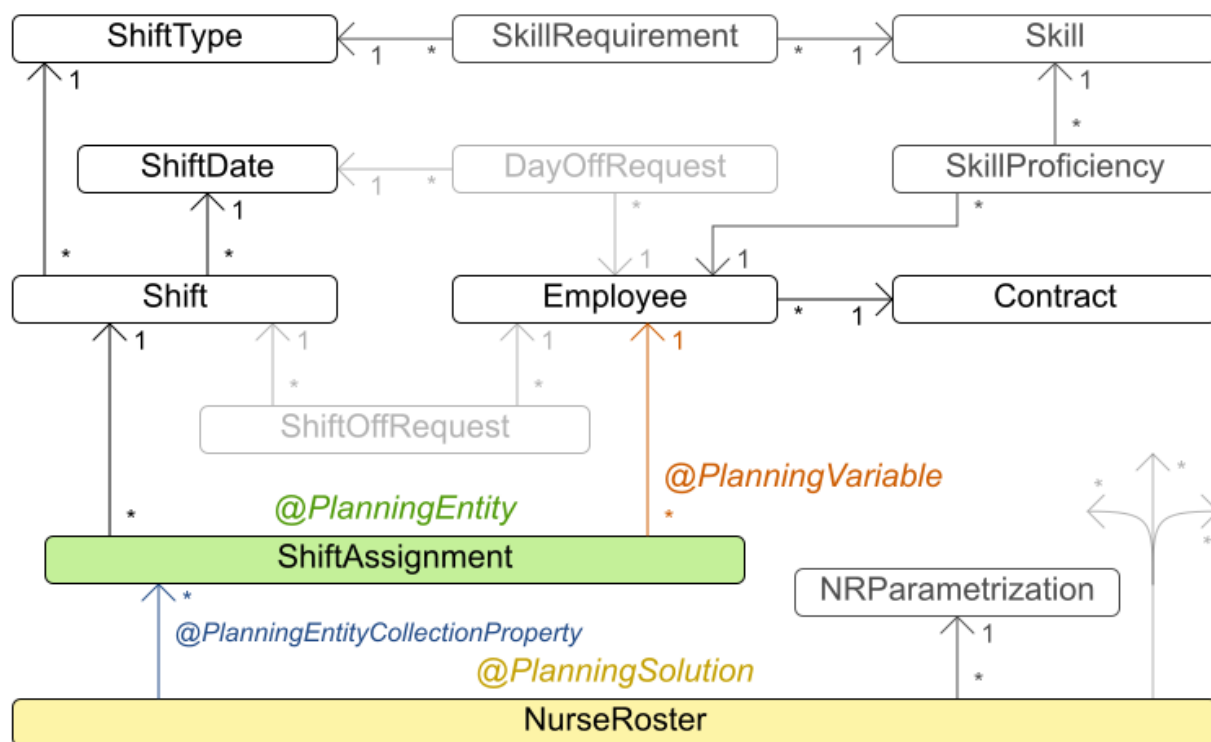 ShiftType
1
*
SkillRequirement
*
1
Skill
1
1
*
ShiftDate
1
*
DayOffRequest
SkillProficiency
1
*
*
*
*
1
1
Shift
Employee
*
1
Contract
1
1
1
1
*
*
ShiftOffRequest
@PlanningVariable
*
*
*
@PlanningEntity
*
*
ShiftAssignment
*
NRParametrization
@PlanningEntityCollectionProperty
1
@PlanningSolution
*
NurseRoster